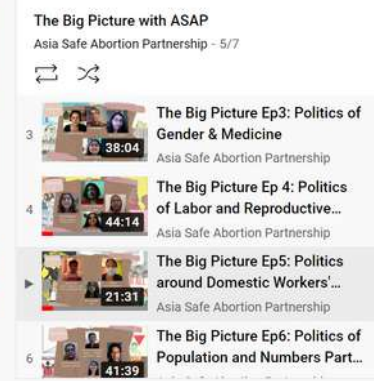 The Big Picture with ASAP
Asia Safe Abortion Partnership - 5/7
3
38:04
The Big Picture Ep3: Politics of
Gender & Medicine
Asia Safe Abortion Partnership
4
44:14
The Big Picture Ep 4: Politics
of Labor and Reproductive...
Asia Safe Abortion Partnership
21:31
The Big Picture Ep5: Politics
around Domestic Workers'...
Asia Safe Abortion Partnership
6
41:39
The Big Picture Ep6: Politics of
Population and Numbers Part...